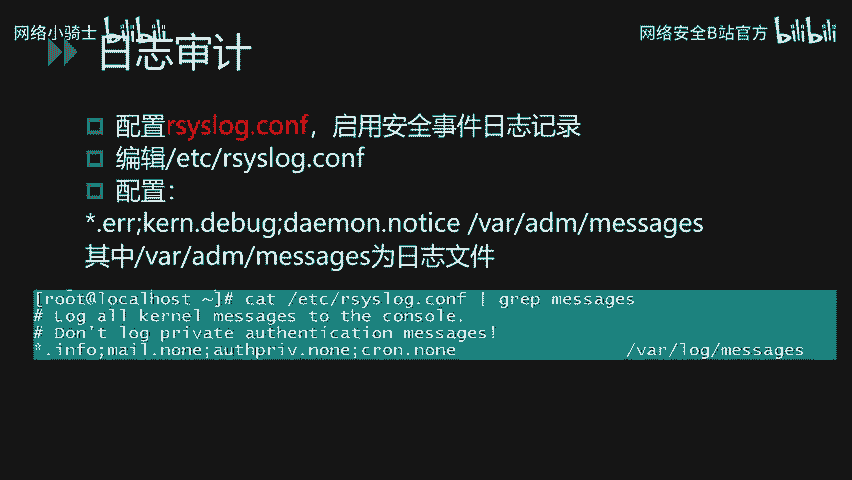 网络小骑士 bilibili
网络安全B站官方 bilibili
日志审计
配置rsyslog.conf，启用安全事件日志记录
编辑/etc/rsyslog.conf
配置：
*.err;kern.debug;daemon.notice /var/adm/messages
其中/var/adm/messages为日志文件
[root@localhost ~]# cat /etc/rsyslog.conf | grep messages
# Log all kernel messages to the console.
# Don't log private authentication messages!
*.info;mail.none;authpriv.none;cron.none /var/log/messages